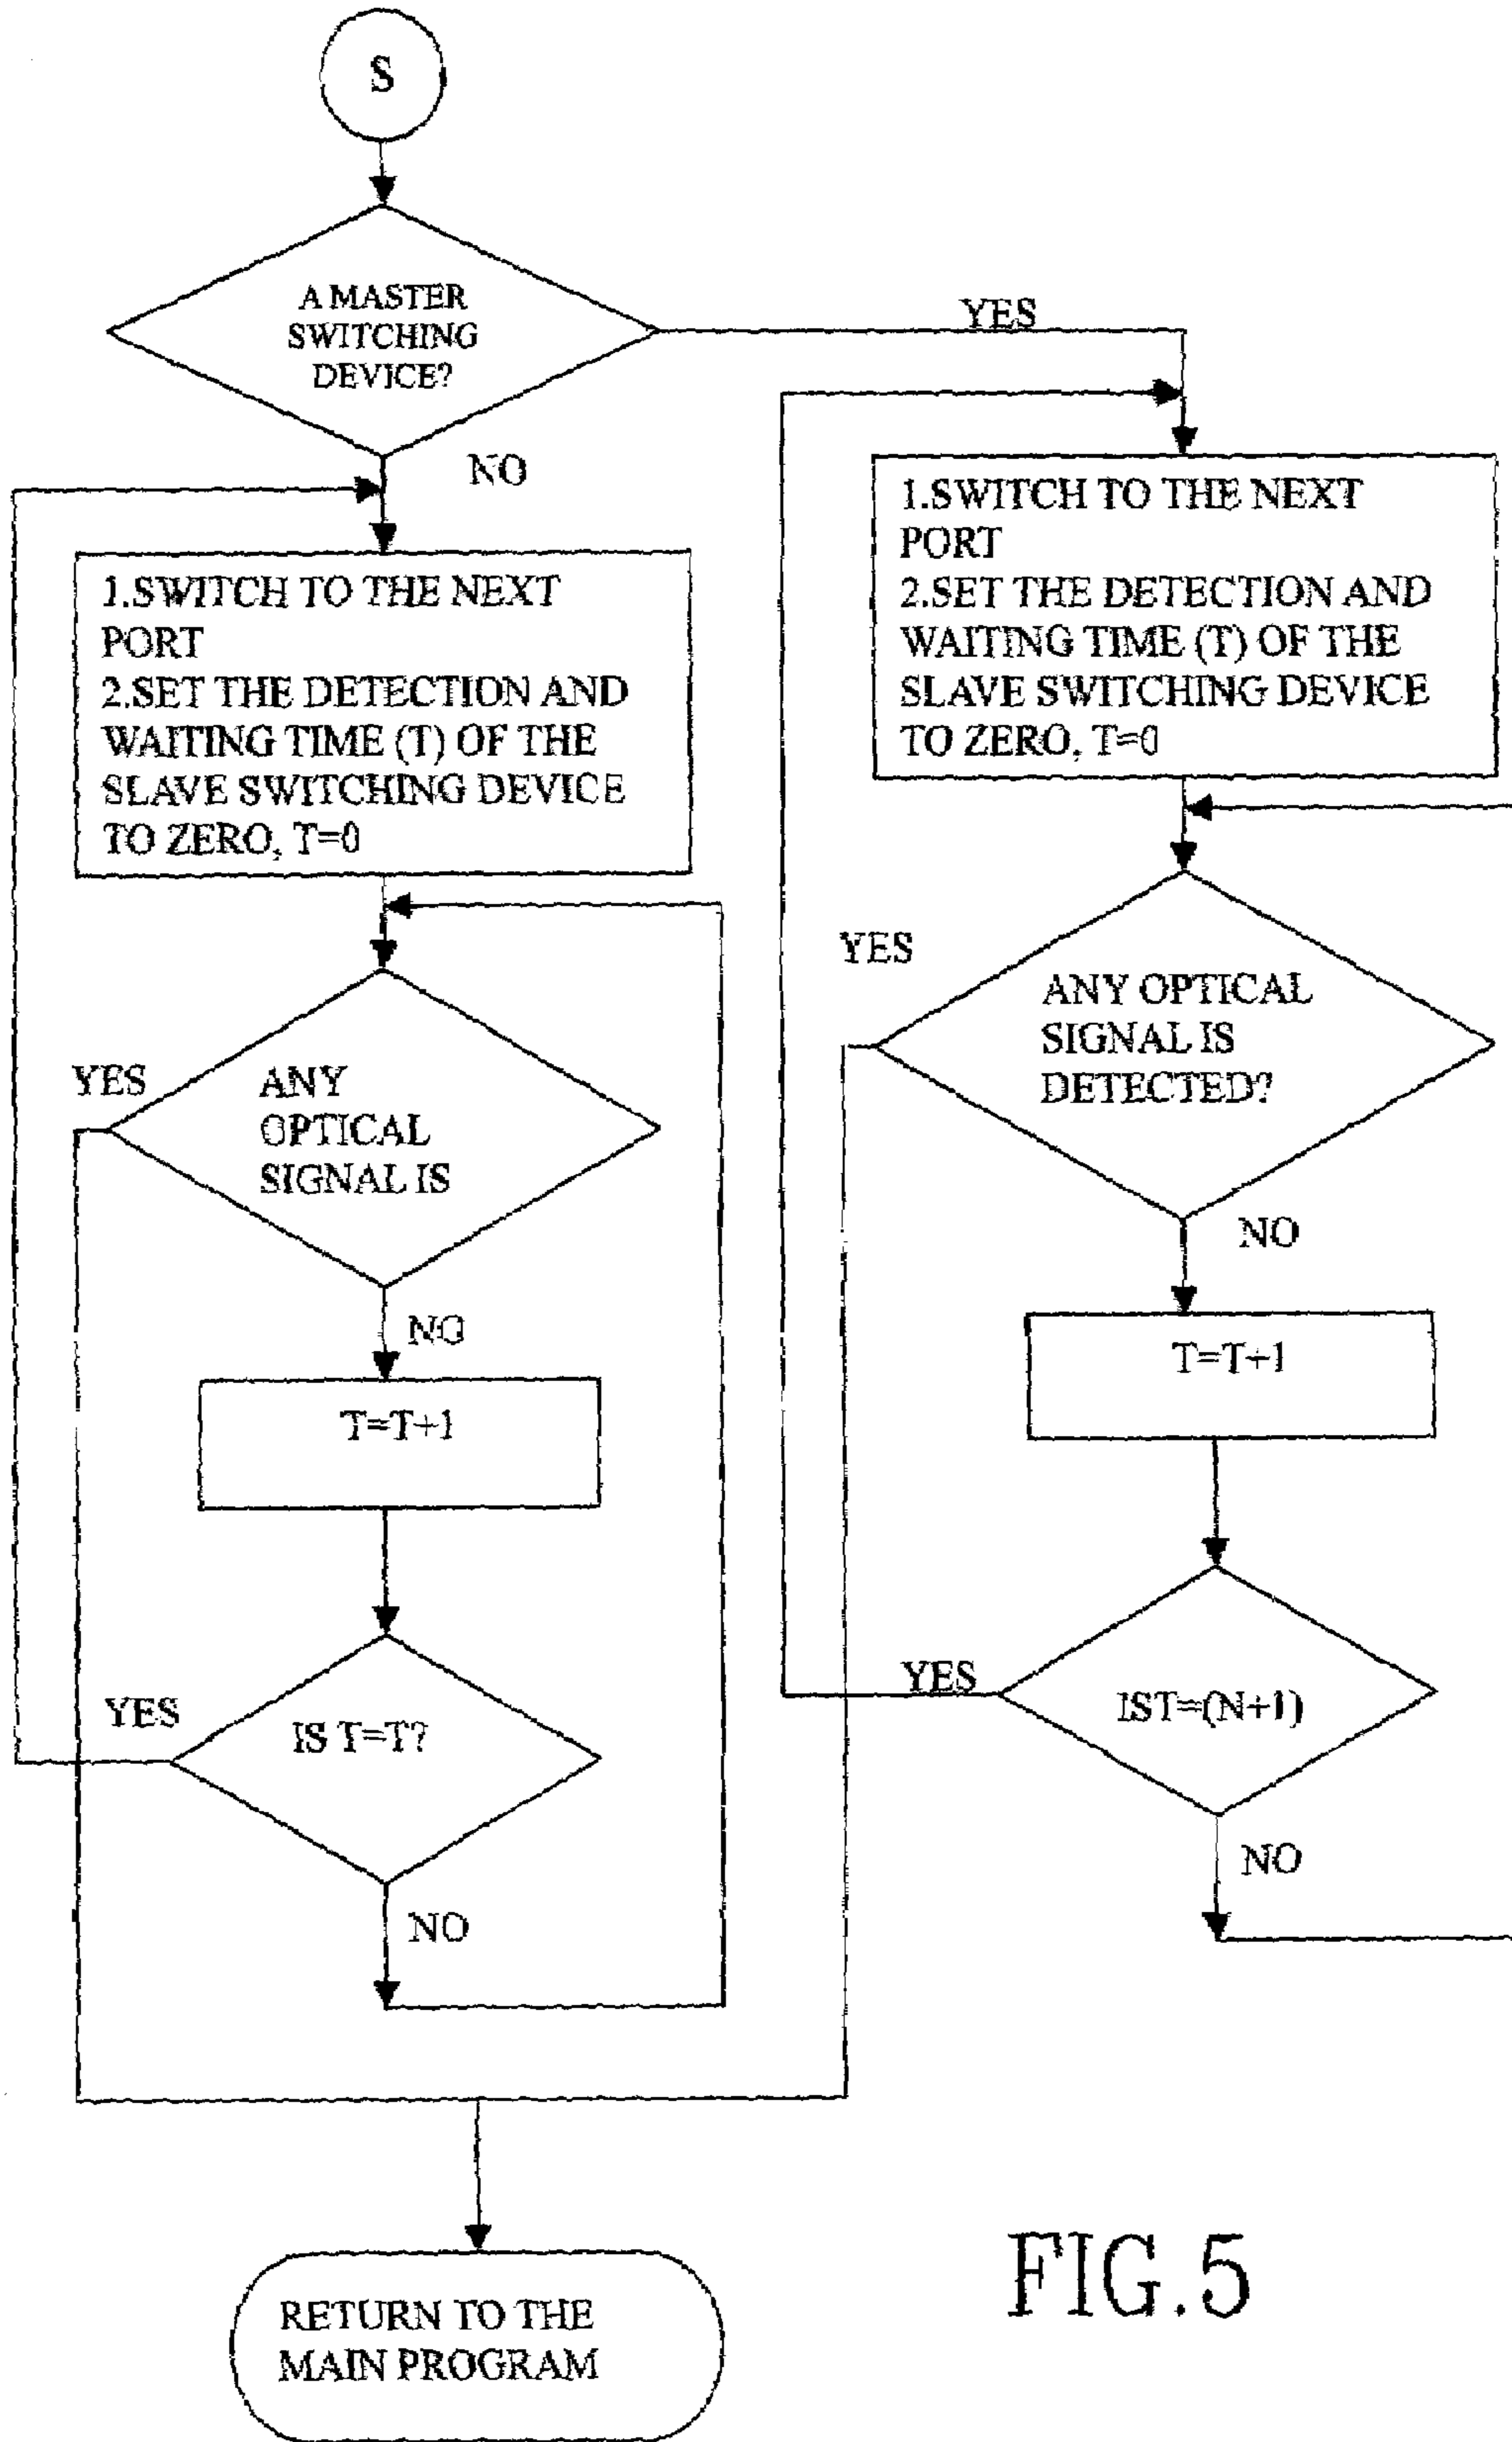 S
A MASTER
SWITCHING
DEVICE?
YES
NO
1.SWITCH TO THE NEXT
PORT
2.SET THE DETECTION AND
WAITING TIME (T) OF THE
SLAVE SWITCHING DEVICE
TO ZERO, T=0
YES
ANY
OPTICAL
SIGNAL IS
NO
T=T+1
YES
IS T=T?
NO
1.SWITCH TO THE NEXT
PORT
2.SET THE DETECTION AND
WAITING TIME (T) OF THE
SLAVE SWITCHING DEVICE
TO ZERO, T=0
YES
ANY OPTICAL
SIGNAL IS
DETECTED?
NO
T=T+1
YES
IST=(N+1)
NO
RETURN TO THE
MAIN PROGRAM
FIG.5